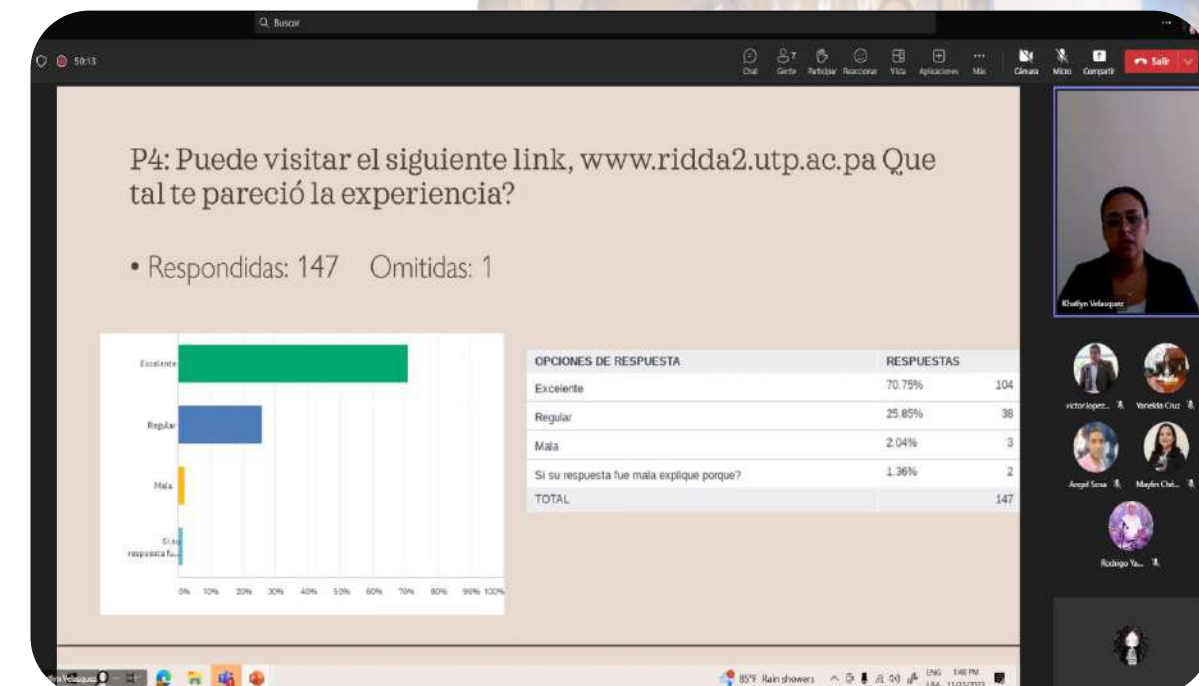 Buscar
50:13
Chat
7
Gente
Participar
Reaccionar
Vista
Aplicaciones
Más
Cámara
Micro
Compartir
Salir
P4: Puede visitar el siguiente link, www.ridda2.utp.ac.pa Que
tal te pareció la experiencia?
• Respondidas: 147 Omitidas: 1
Excelente
Regular
Mala
Si su
respuesta fu...
0% 10% 20% 30% 40% 50% 60% 70% 80% 90% 100%
OPCIONES DE RESPUESTA RESPUESTAS
Excelente 70.75% 104
Regular 25.85% 38
Mala 2.04% 3
Si su respuesta fue mala explique porque? 1.36% 2
TOTAL 147
Khatlyn Velasquez
victor.lopez...
Yaneida Cruz
Angel Sosa
Maylin Ché...
Rodrigo Ya...
85°F Rain showers
ENG